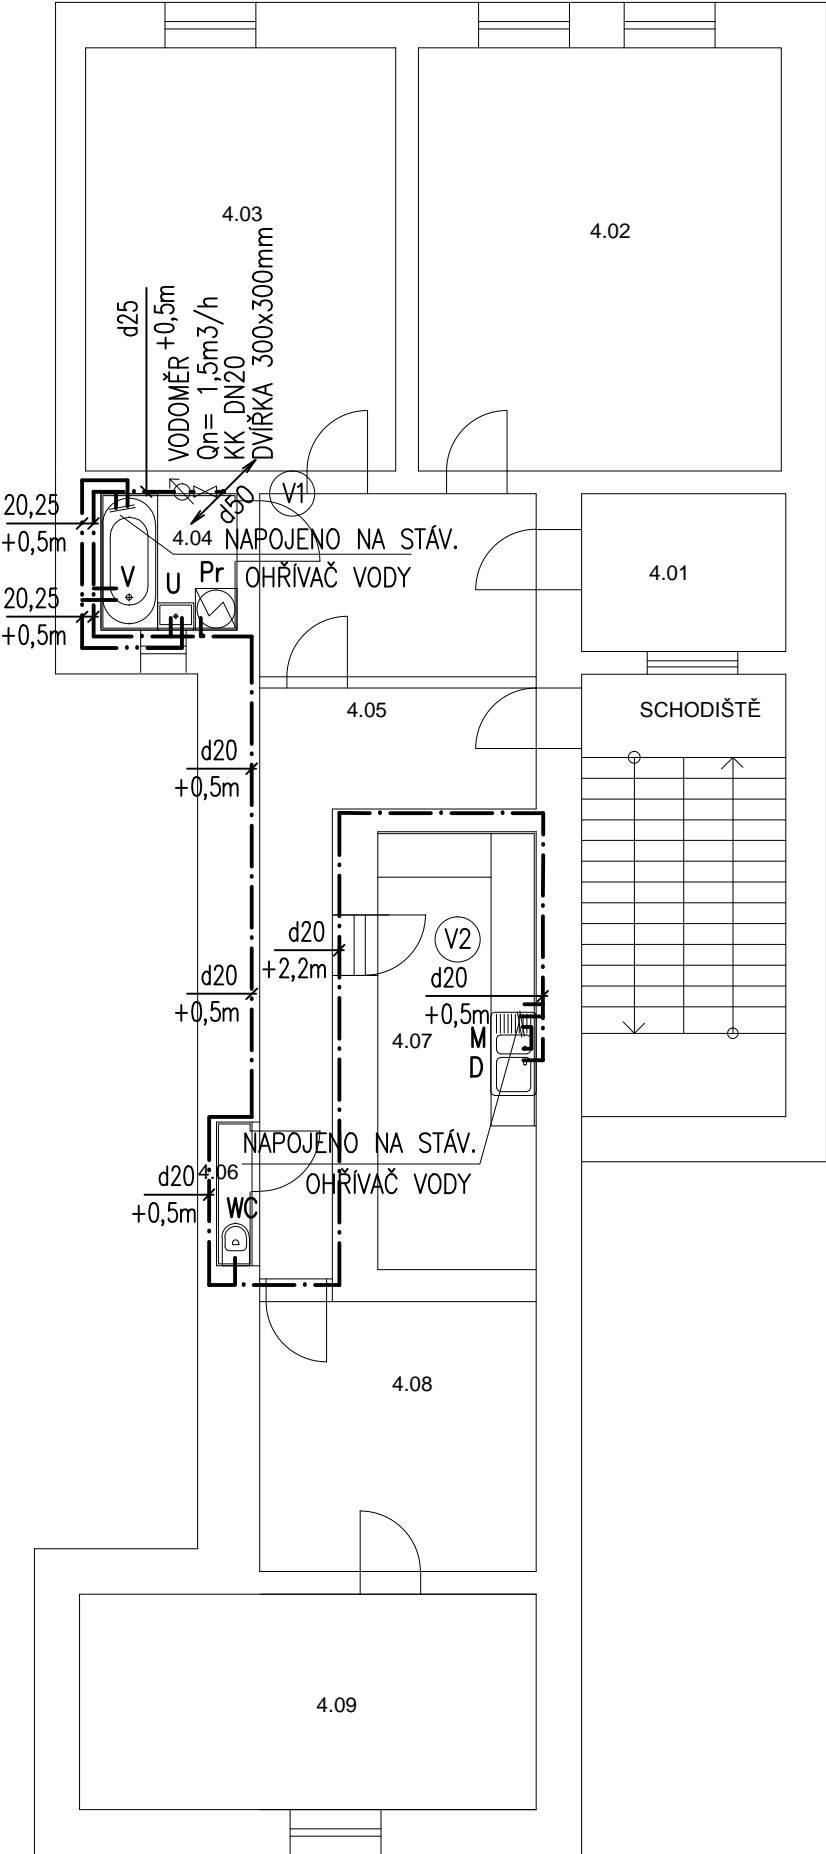 4.03
4.02
d25
+0,5m
VODOMĚR
Qn= 1,5m3/h
KK DN20
DVÍŘKA 300x300mm
d50
V1
20,25
+0,5m
4.04
NAPOJENO NA STÁV.
OHŘÍVAČ VODY
V
U
Pr
4.01
20,25
+0,5m
4.05
SCHODIŠTĚ
d20
+0,5m
d20
+2,2m
V2
d20
+0,5m
d20
+0,5m
4.07
M
D
NAPOJENO NA STÁV.
OHŘÍVAČ VODY
d20
+0,5m
4.06
WC
4.08
4.09